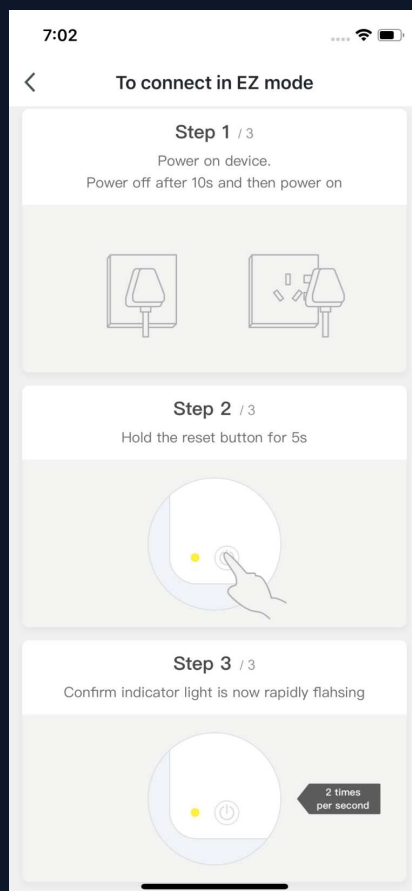 7:02
To connect in EZ mode
Step 1 / 3
Power on device.
Power off after 10s and then power on
Step 2 / 3
Hold the reset button for 5s
Step 3 / 3
Confirm indicator light is now rapidly flahsing
2 times
per second